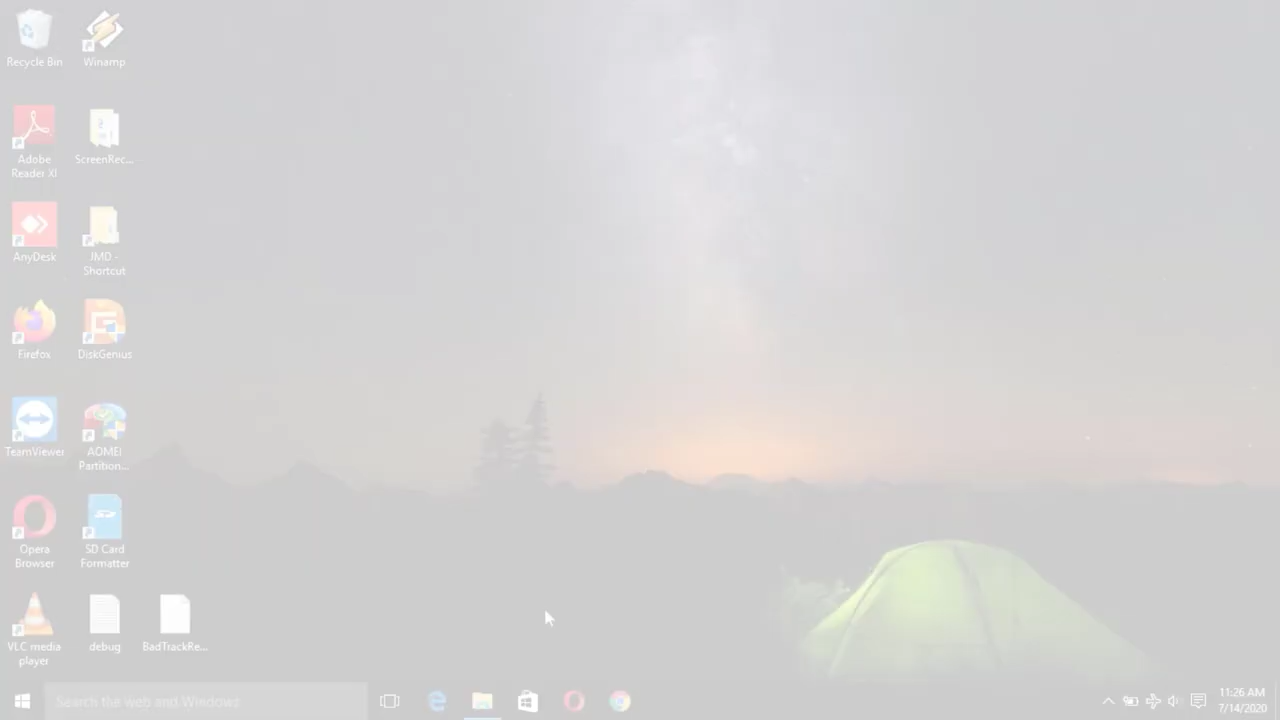 Recycle Bin
Winamp
Adobe
Reader XI
ScreenRec...
AnyDesk
JMD -
Shortcut
Firefox
DiskGenius
TeamViewer
AOMEI
Partition...
Opera
Browser
SD Card
Formatter
VLC media
player
debug
BadTrackRe...
Search the web and Windows
11:26 AM
7/14/2020